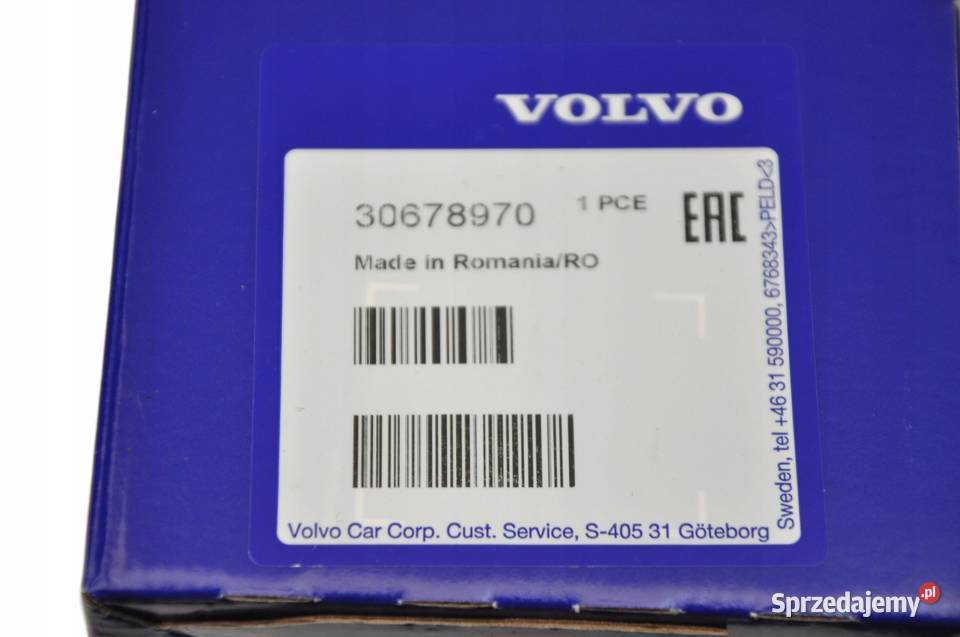 VOLVO
30678970 1 PCE EAC
Made in Romania/RO
Volvo Car Corp. Cust. Service, S-405 31 Göteborg
Sweden, tel +46 31 590000, 6768343>PELD<3
Sprzedajemy.pl